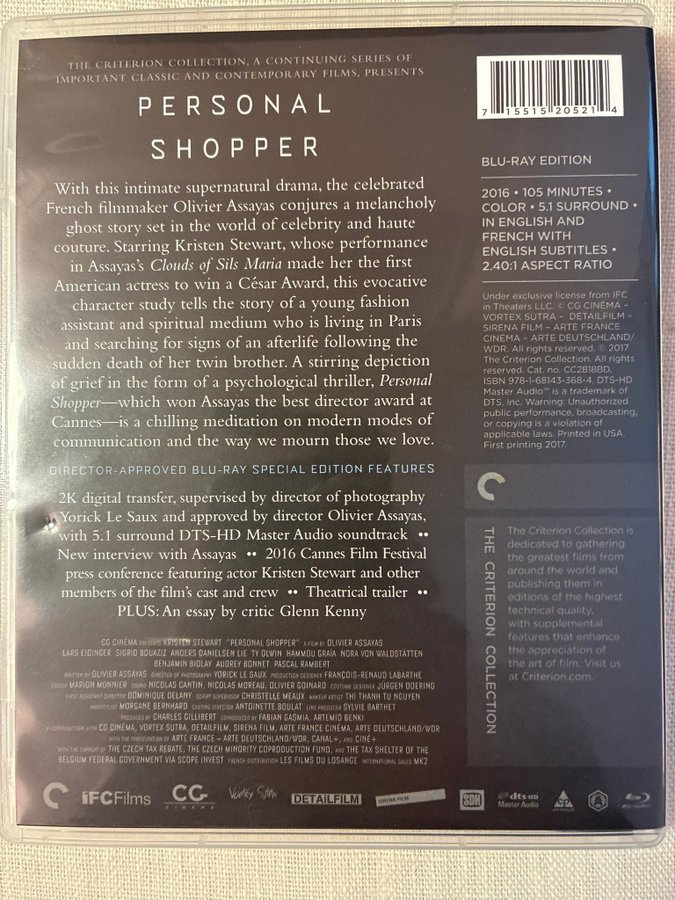 THE CRITERION COLLECTION, A CONTINUING SERIES OF
IMPORTANT CLASSIC AND CONTEMPORARY FILMS, PRESENTS
PERSONAL
SHOPPER
With this intimate supernatural drama, the celebrated
French filmmaker Olivier Assayas conjures a melancholy
ghost story set in the world of celebrity and haute
couture. Starring Kristen Stewart, whose performance
in Assayas's Clouds of Sils Maria made her the first
American actress to win a César Award, this evocative
character study tells the story of a young fashion
assistant and spiritual medium who is living in Paris
and searching for signs of an afterlife following the
sudden death of her twin brother. A stirring depiction
of grief in the form of a psychological thriller, Personal
Shopper—which won Assayas the best director award at
Cannes—is a chilling meditation on modern modes of
communication and the way we mourn those we love.
DIRECTOR-APPROVED BLU-RAY SPECIAL EDITION FEATURES
2K digital transfer, supervised by director of photography
Yorick Le Saux and approved by director Olivier Assayas,
with 5.1 surround DTS-HD Master Audio soundtrack ••
New interview with Assayas •• 2016 Cannes Film Festival
press conference featuring actor Kristen Stewart and other
members of the film's cast and crew •• Theatrical trailer ••
PLUS: An essay by critic Glenn Kenny
CG CINÉMA PRESENTS KRISTEN STEWART "PERSONAL SHOPPER" A FILM BY OLIVIER ASSAYAS
LARS EIDINGER SIGRID BOUAZIZ ANDERS DANIELSEN LIE TY OLWIN HAMMOU GRAIA NORA VON WALDSTÄTTEN
BENJAMIN BIOLAY AUDREY BONNET PASCAL RAMBERT
WRITTEN BY OLIVIER ASSAYAS DIRECTOR OF PHOTOGRAPHY YORICK LE SAUX PRODUCTION DESIGNER FRANÇOIS-RENAUD LABARTHE
EDITOR MARION MONNIER SOUND NICOLAS CANTIN, NICOLAS MOREAU, OLIVIER GOINARD COSTUME DESIGNER JÜRGEN DOERING
FIRST ASSISTANT DIRECTOR DOMINIQUE DELANY SCRIPT SUPERVISOR CHRISTELLE MEAUX MAKEUP ARTIST THI THANH TU NGUYEN
HAIRSTYLIST MORGANE BERNHARD CASTING DIRECTOR ANTOINETTE BOULAT LINE PRODUCER SYLVIE BARTHET
PRODUCED BY CHARLES GILLIBERT COPRODUCED BY FABIAN GASMIA, ARTEMIO BENKI
A COPRODUCTION WITH CG CINÉMA, VORTEX SUTRA, DETAILFILM, SIRENA FILM, ARTE FRANCE CINÉMA, ARTE DEUTSCHLAND/WDR
WITH THE PARTICIPATION OF ARTE FRANCE – ARTE DEUTSCHLAND/WDR, CANAL+, AND CINÉ+
WITH THE SUPPORT OF THE CZECH TAX REBATE, THE CZECH MINORITY COPRODUCTION FUND, AND THE TAX SHELTER OF THE
BELGIUM FEDERAL GOVERNMENT VIA SCOPE INVEST FRENCH DISTRIBUTION LES FILMS DU LOSANGE INTERNATIONAL SALES MK2
IFCFilms CG CINÉMA Vortex Sutra DETAILFILM SIRENA FILM SDH dts-HD Master Audio A Blu-ray
7 15515 20521 4
BLU-RAY EDITION
2016 • 105 MINUTES •
COLOR • 5.1 SURROUND •
IN ENGLISH AND
FRENCH WITH
ENGLISH SUBTITLES •
2.40:1 ASPECT RATIO
Under exclusive license from IFC
in Theaters LLC. © CG CINÉMA –
VORTEX SUTRA – DETAILFILM –
SIRENA FILM – ARTE FRANCE
CINÉMA – ARTE DEUTSCHLAND/
WDR. All rights reserved. © 2017
The Criterion Collection. All rights
reserved. Cat. no. CC2818BD.
ISBN 978-1-68143-368-4. DTS-HD
Master Audio™ is a trademark of
DTS, Inc. Warning: Unauthorized
public performance, broadcasting,
or copying is a violation of
applicable laws. Printed in USA.
First printing 2017.
THE CRITERION COLLECTION
The Criterion Collection is
dedicated to gathering
the greatest films from
around the world and
publishing them in
editions of the highest
technical quality,
with supplemental
features that enhance
the appreciation of
the art of film. Visit us
at Criterion.com.